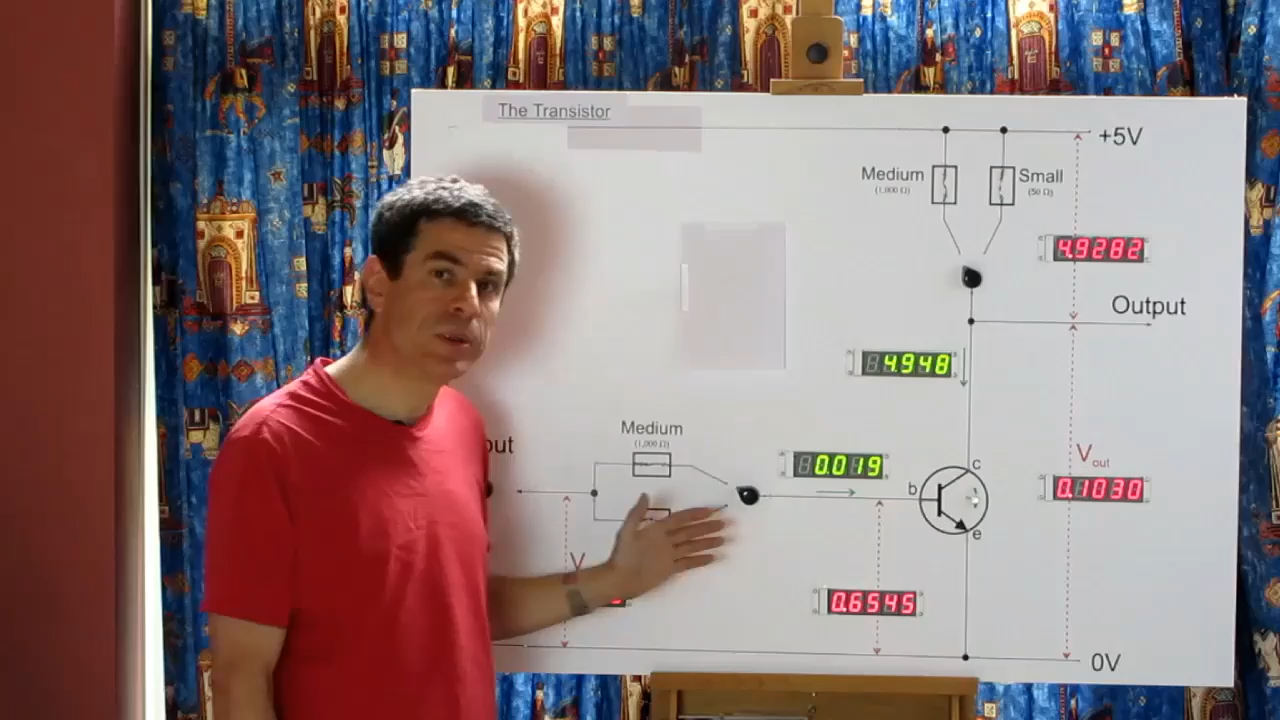 The Transistor
+5V
Medium
(1,000 Ω)
Small
(50 Ω)
4.9282
Output
4.948
Medium
(1,000 Ω)
out
0.019
c
b
e
Vout
0.1030
V
0.6545
0V